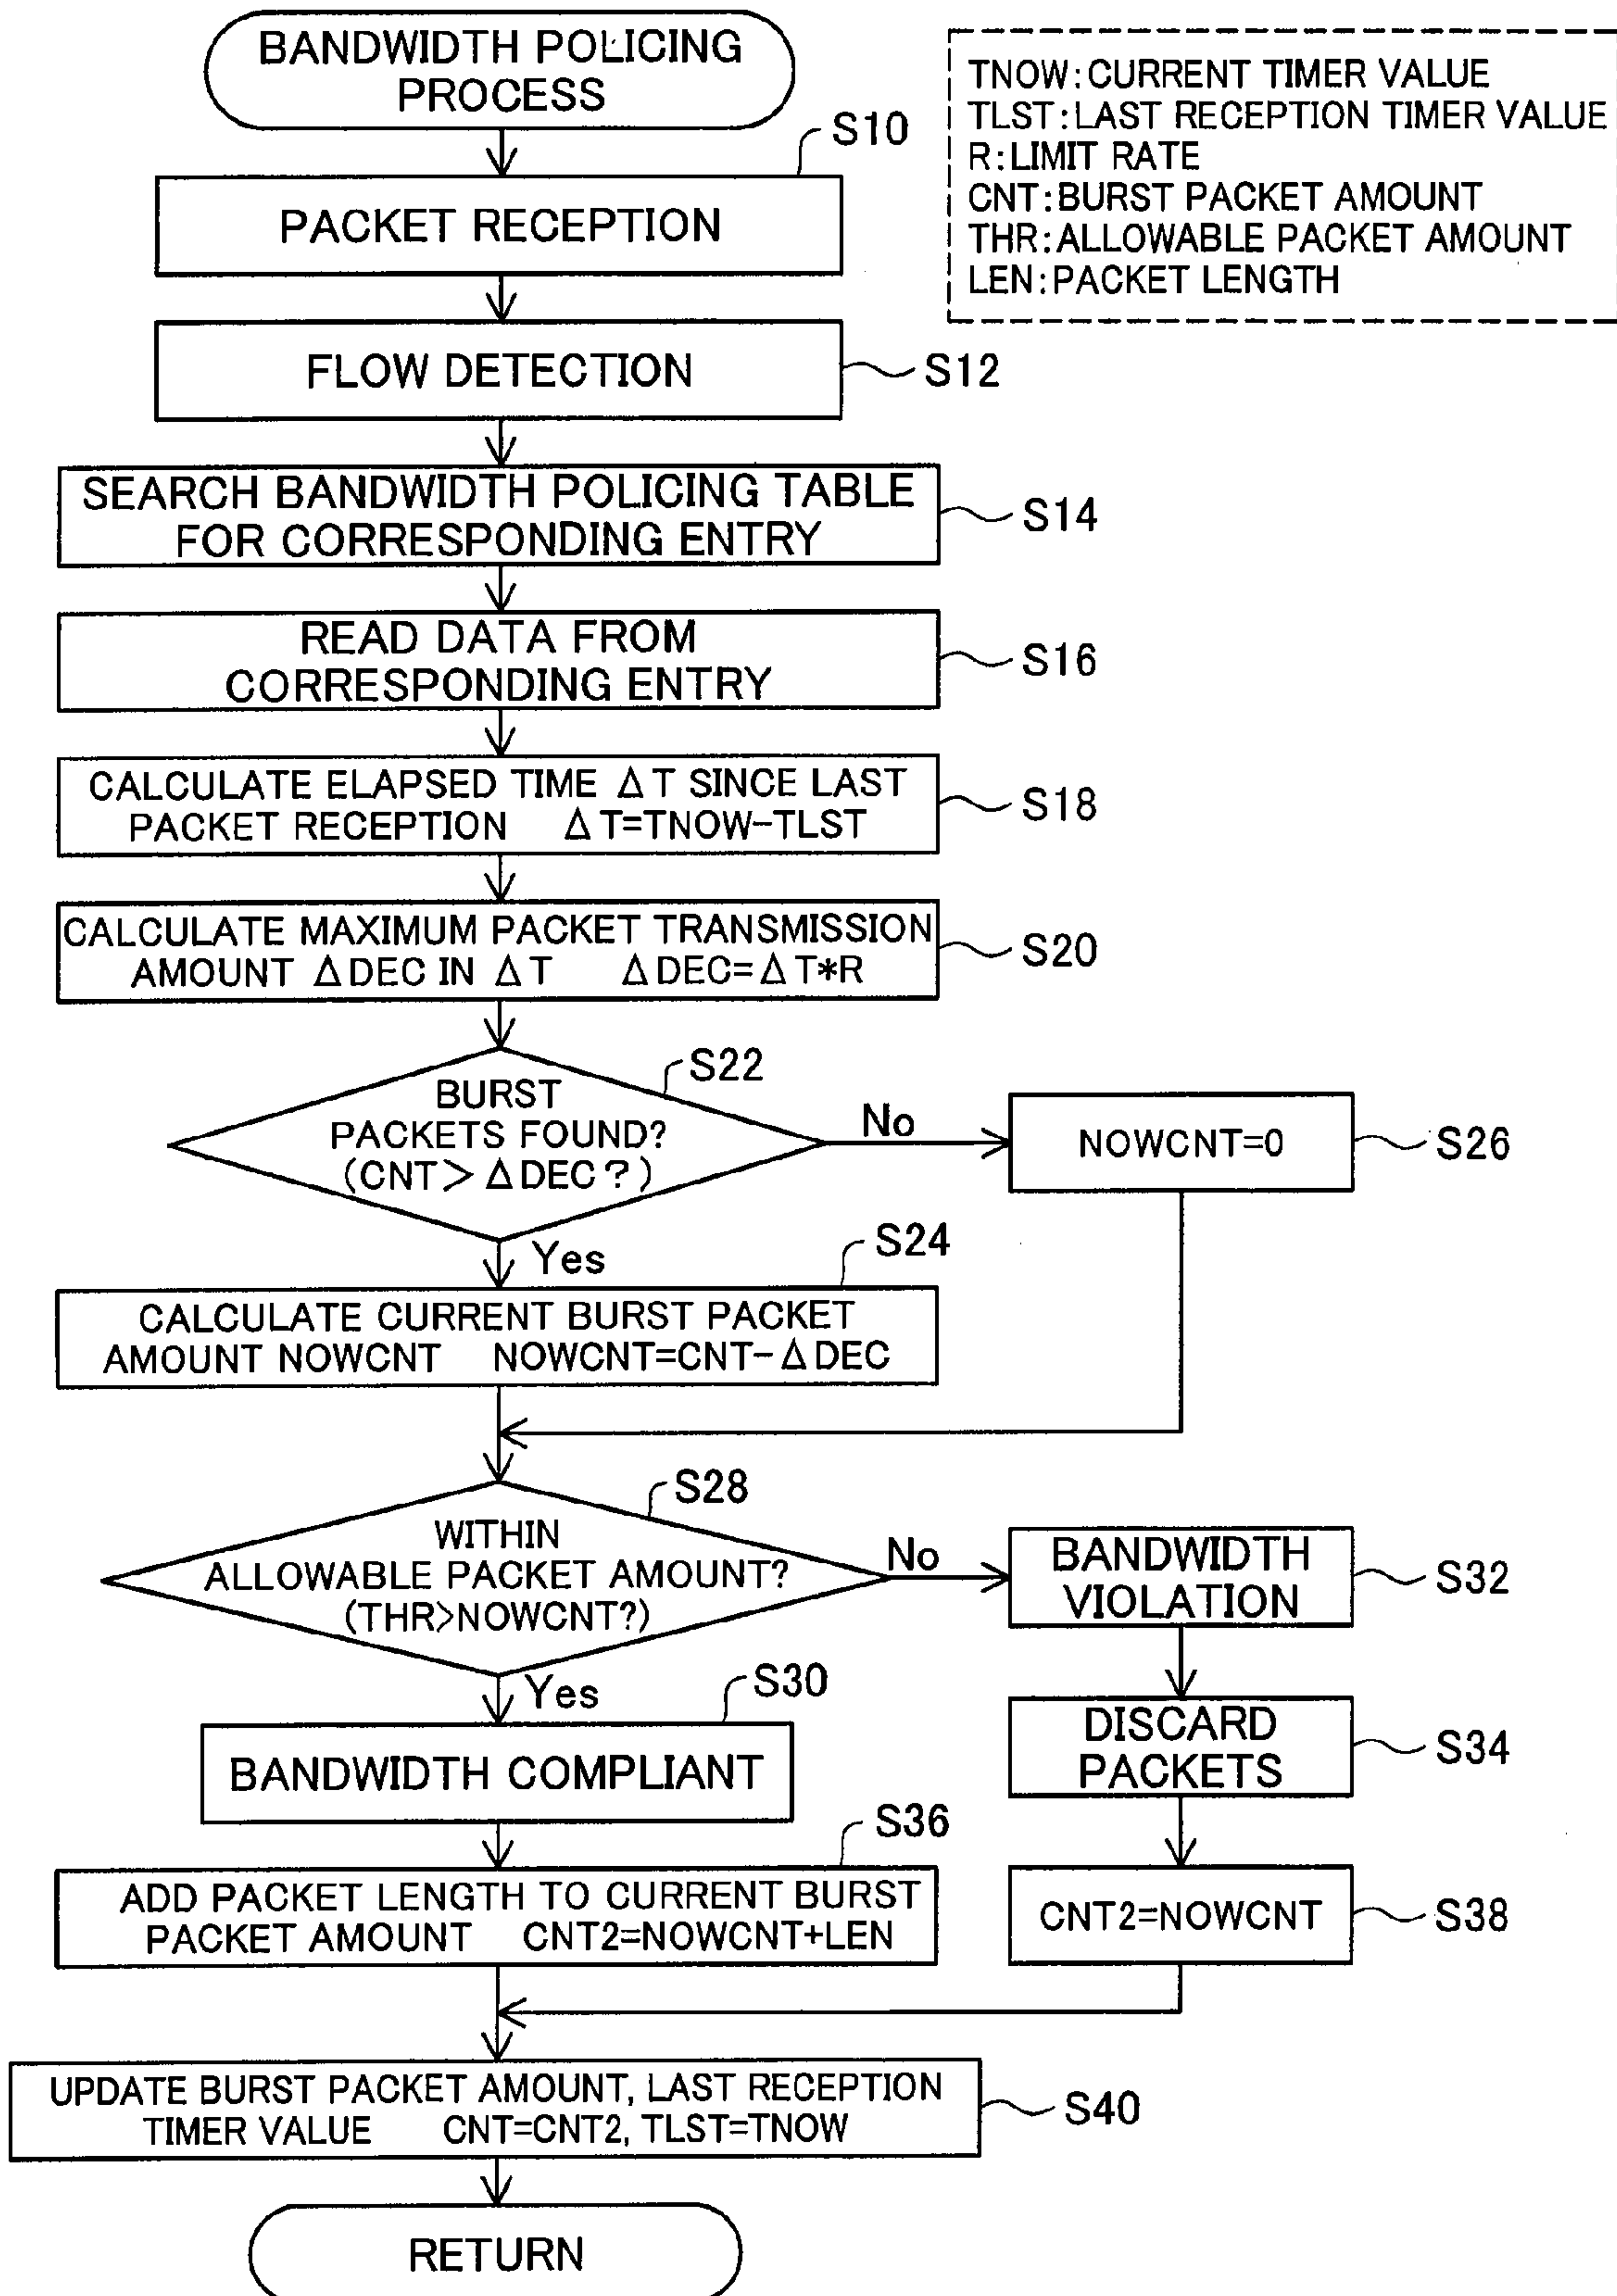 BANDWIDTH POLICING
PROCESS
TNOW:CURRENT TIMER VALUE
TLST:LAST RECEPTION TIMER VALUE
R:LIMIT RATE
CNT:BURST PACKET AMOUNT
THR:ALLOWABLE PACKET AMOUNT
LEN:PACKET LENGTH
S10
PACKET RECEPTION
FLOW DETECTION
S12
SEARCH BANDWIDTH POLICING TABLE
FOR CORRESPONDING ENTRY
S14
READ DATA FROM
CORRESPONDING ENTRY
S16
CALCULATE ELAPSED TIME ΔT SINCE LAST
PACKET RECEPTION ΔT=TNOW-TLST
S18
CALCULATE MAXIMUM PACKET TRANSMISSION
AMOUNT ΔDEC IN ΔT ΔDEC=ΔT*R
S20
S22
BURST
PACKETS FOUND?
(CNT>ΔDEC?)
No
NOWCNT=0
S26
Yes
S24
CALCULATE CURRENT BURST PACKET
AMOUNT NOWCNT NOWCNT=CNT-ΔDEC
S28
WITHIN
ALLOWABLE PACKET AMOUNT?
(THR>NOWCNT?)
No
BANDWIDTH
VIOLATION
S32
Yes
S30
BANDWIDTH COMPLIANT
DISCARD
PACKETS
S34
S36
ADD PACKET LENGTH TO CURRENT BURST
PACKET AMOUNT CNT2=NOWCNT+LEN
CNT2=NOWCNT
S38
UPDATE BURST PACKET AMOUNT, LAST RECEPTION
TIMER VALUE CNT=CNT2, TLST=TNOW
S40
RETURN